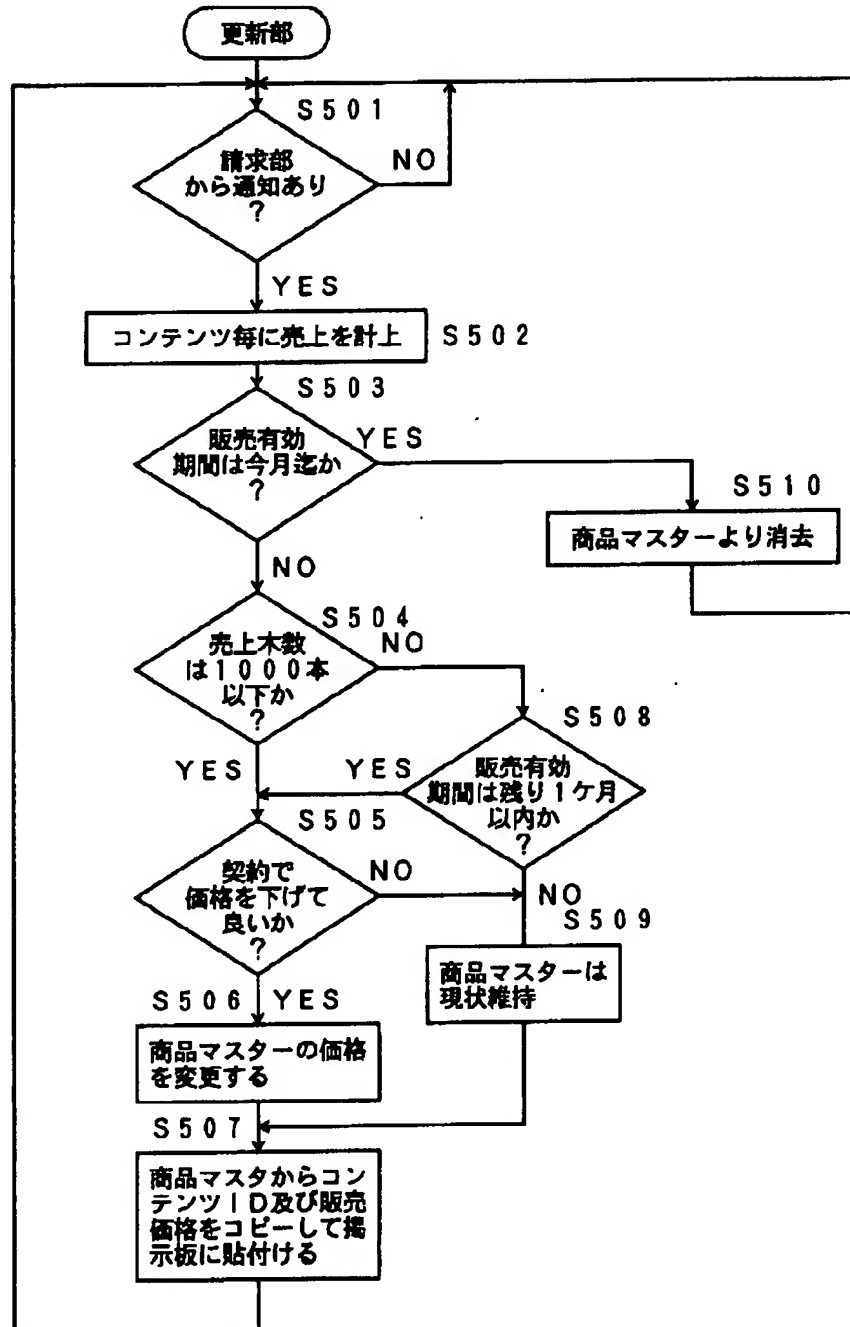 更新部
S501
請求部
から通知あり
?
NO
YES
コンテンツ毎に売上を計上
S502
S503
販売有効
期間は今月迄か
?
YES
S510
商品マスターより消去
NO
S504
売上本数
は1000本
以下か
?
NO
S508
YES
YES
販売有効
期間は残り1ケ月
以内か
?
S505
契約で
価格を下げて
良いか
?
NO
NO
S509
商品マスターは
現状維持
S506
YES
商品マスターの価格
を変更する
S507
商品マスタからコン
テンツID及び販売
価格をコピーして掲
示板に貼付ける